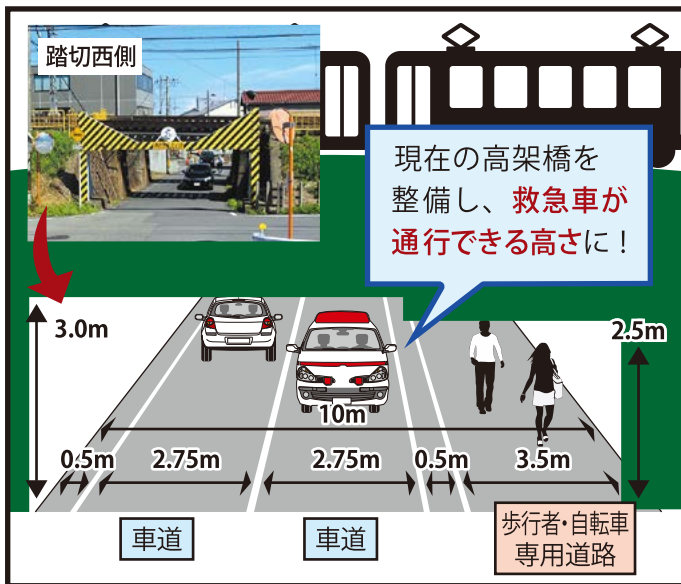 踏切西側
現在の高架橋を
整備し、救急車が
通行できる高さに！
3.0m
2.5m
10m
0.5m
2.75m
2.75m
0.5m
3.5m
車道
車道
歩行者・自転車
専用道路